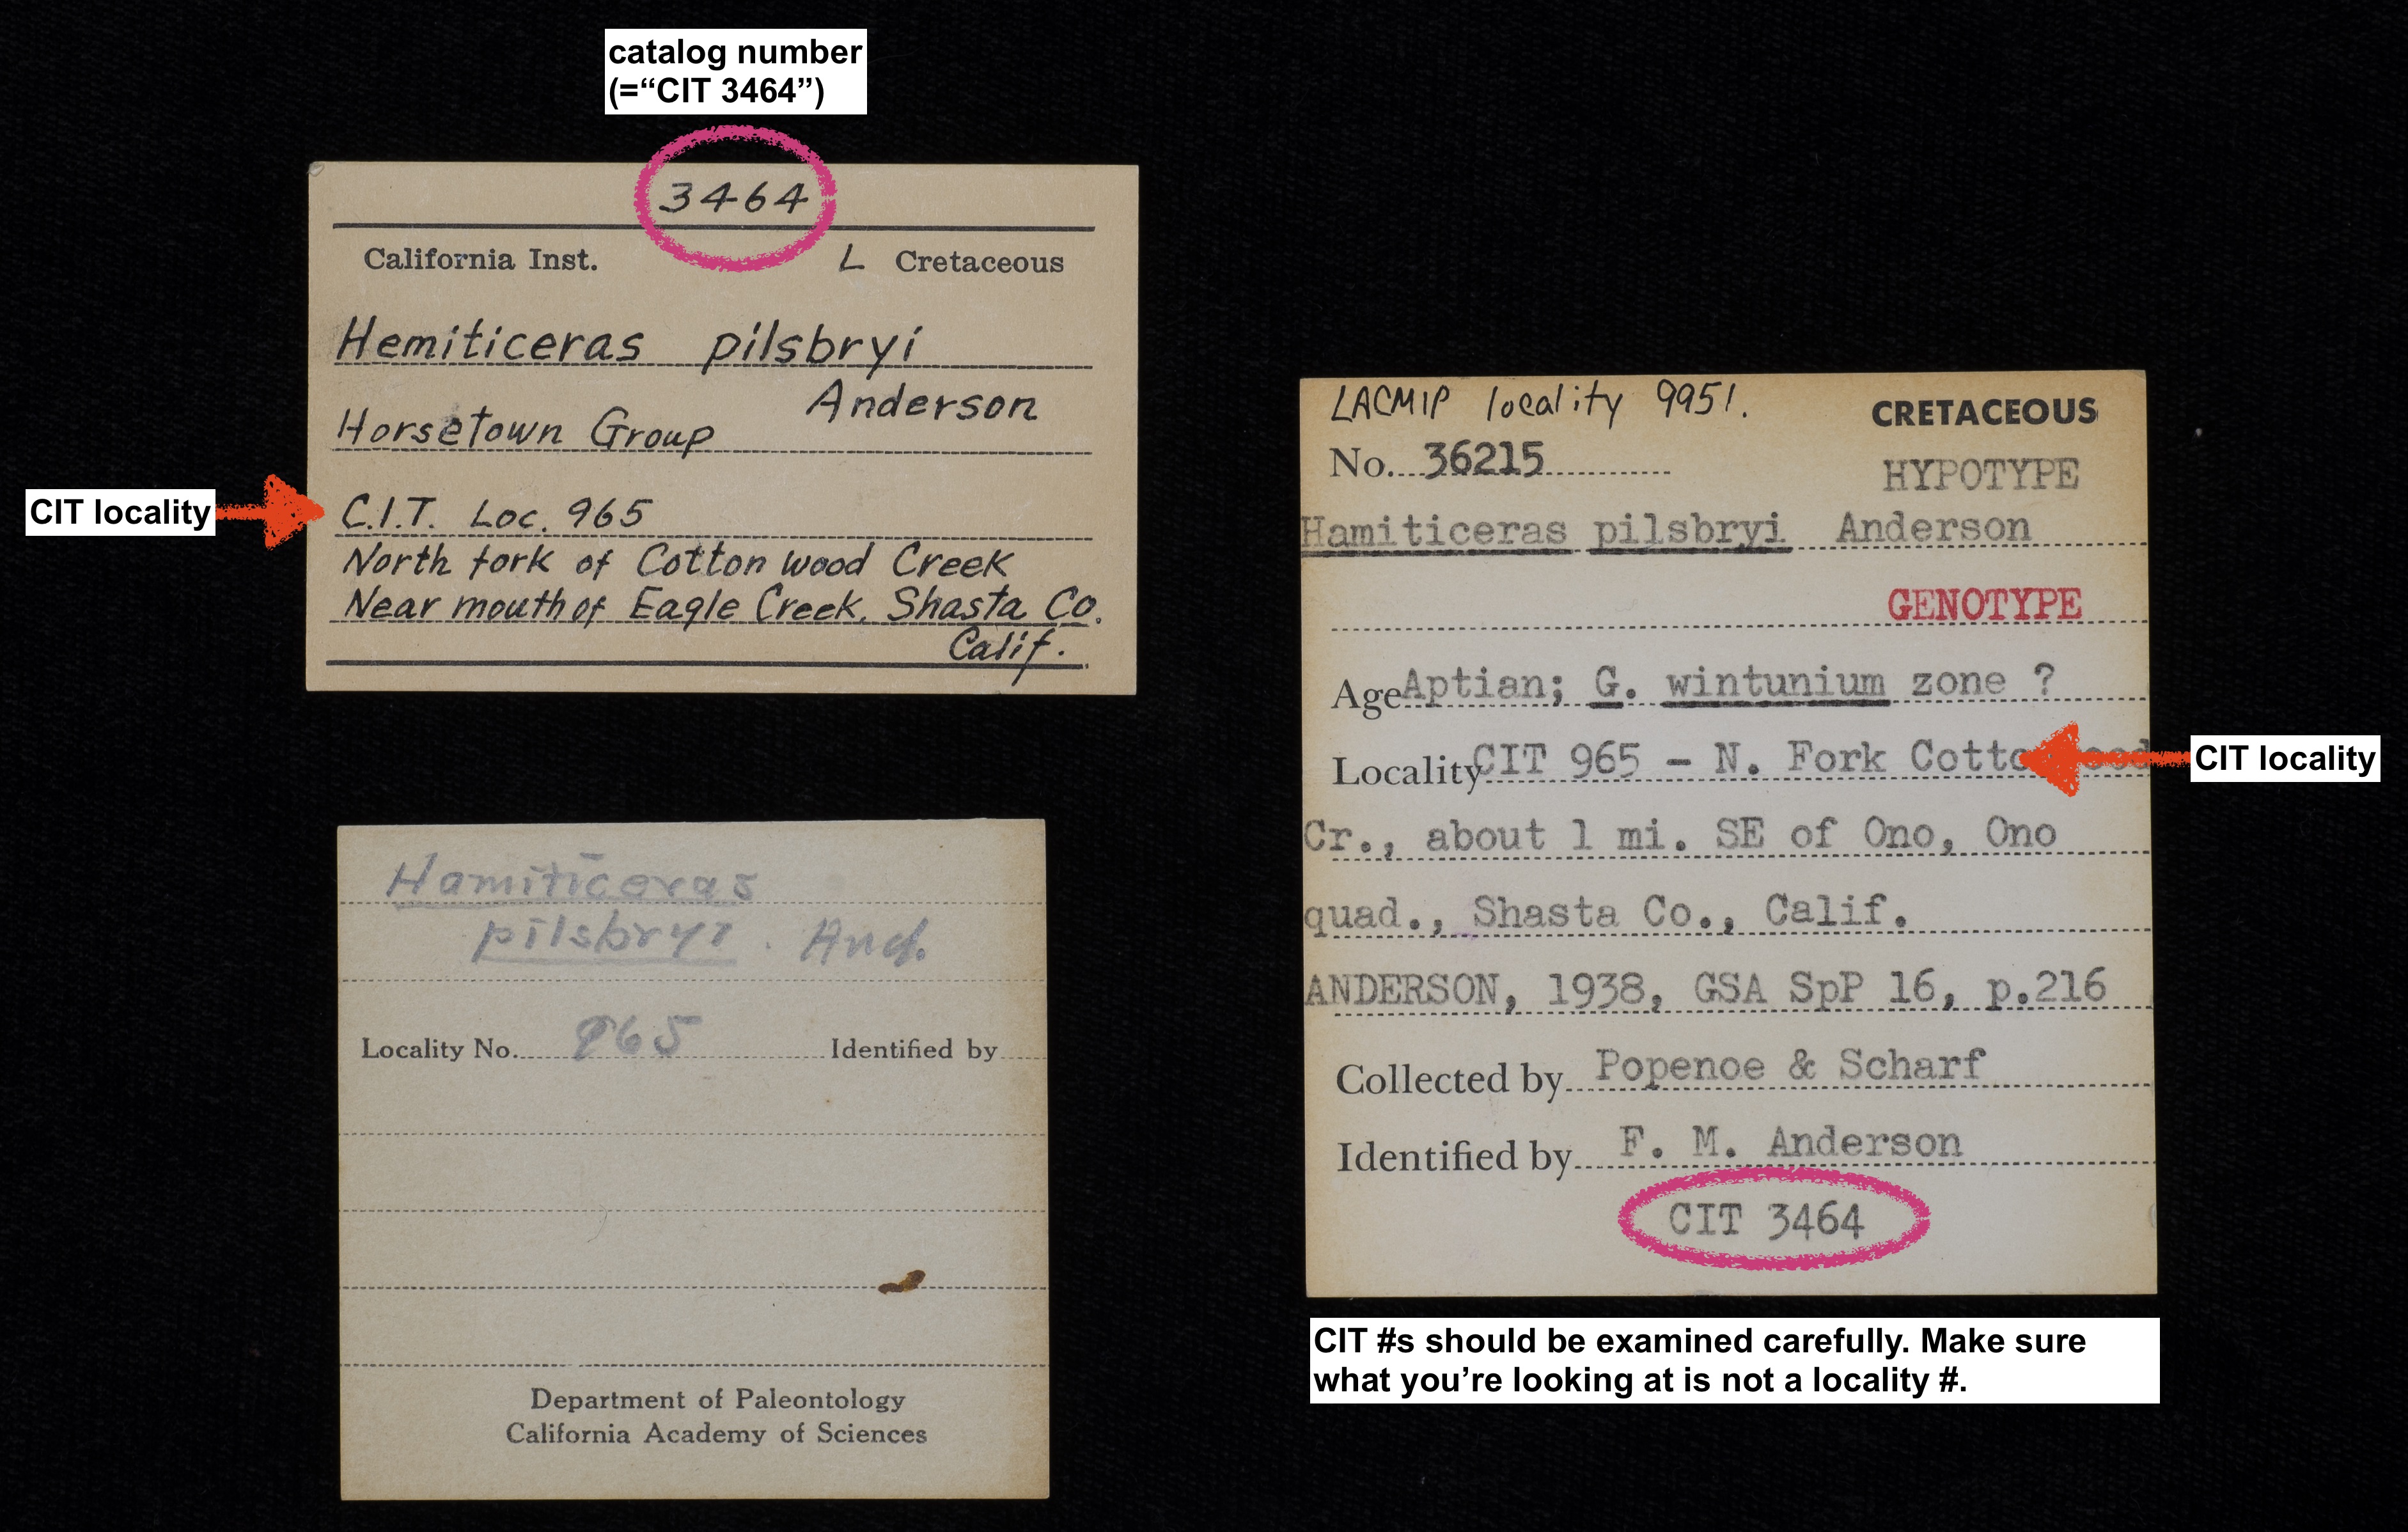 catalog number
(=“CIT 3464”)
3464
California Inst. L Cretaceous
Hemiticeras pilsbryi
Anderson
Horsetown Group
CIT locality
C.I.T. Loc. 965
North fork of Cotton wood Creek
Near mouth of Eagle Creek, Shasta Co.
Calif.
Hamiticeras
pilsbryi. And.
Locality No. 965 Identified by
Department of Paleontology
California Academy of Sciences
LACMIP locality 9951.
CRETACEOUS
No. 36215
HYPOTYPE
Hamiticeras pilsbryi Anderson
GENOTYPE
Age Aptian; G. wintunium zone ?
Locality CIT 965 - N. Fork Cottonwood
CIT locality
Cr., about 1 mi. SE of Ono, Ono
quad., Shasta Co., Calif.
ANDERSON, 1938, GSA SpP 16, p.216
Collected by Popenoe & Scharf
Identified by F. M. Anderson
CIT 3464
CIT #s should be examined carefully. Make sure
what you’re looking at is not a locality #.